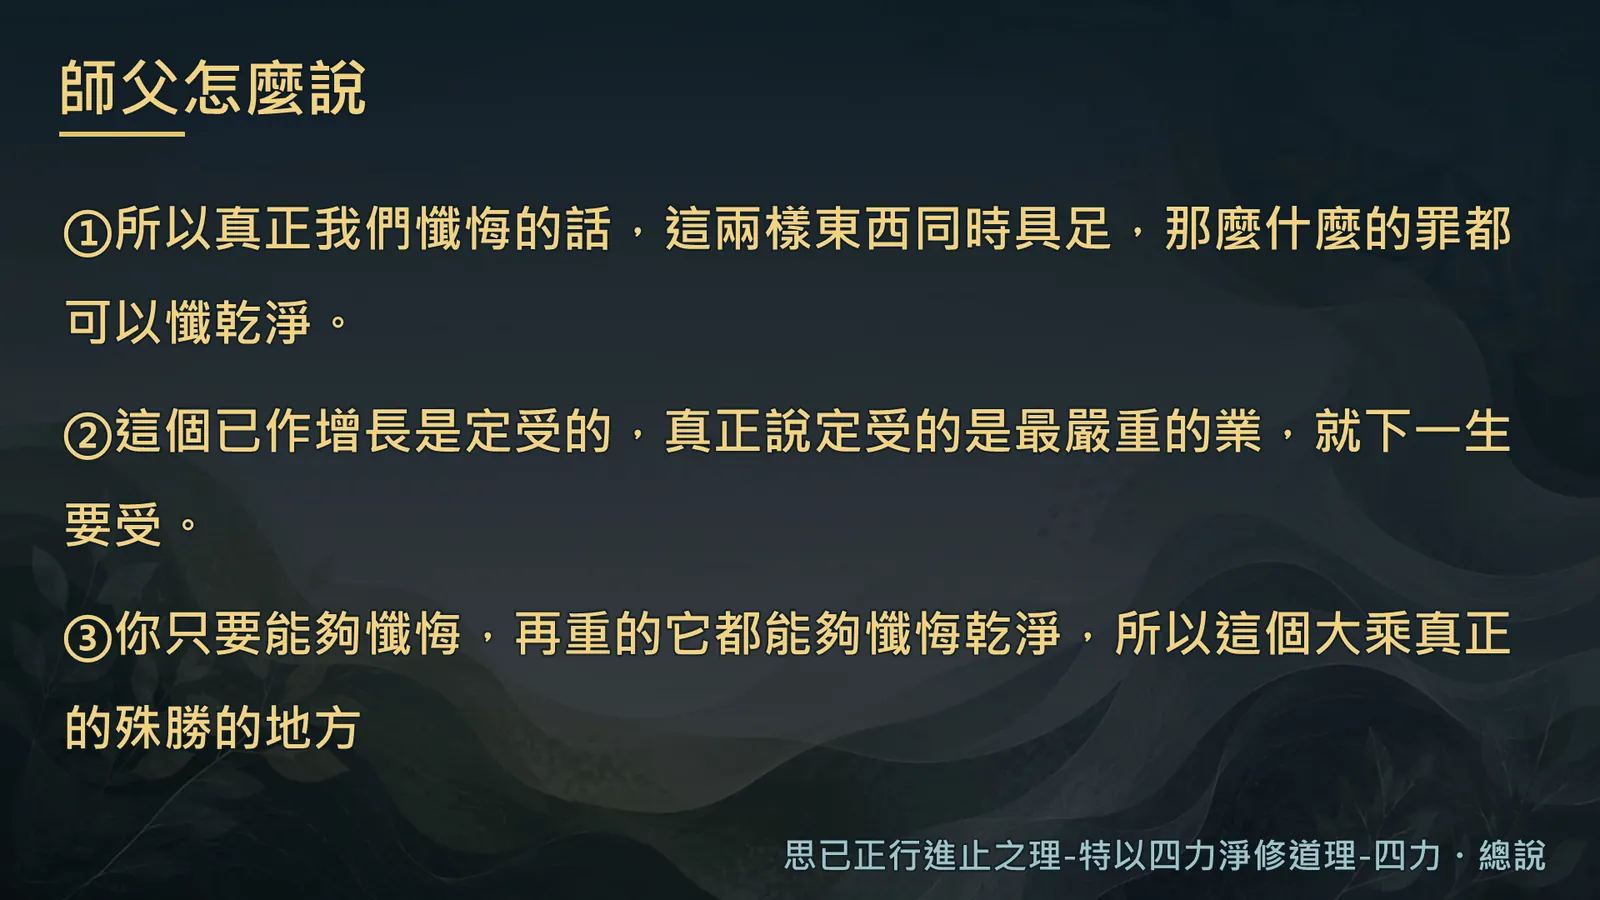 師父怎麼說
①所以真正我們懺悔的話，這兩樣東西同時具足，那麼什麼的罪都
可以懺乾淨。
②這個已作增長是定受的，真正說定受的是最嚴重的業，就下一生
要受。
③你只要能夠懺悔，再重的它都能夠懺悔乾淨，所以這個大乘真正
的殊勝的地方
思已正行進止之理-特以四力淨修道理-四力・總說